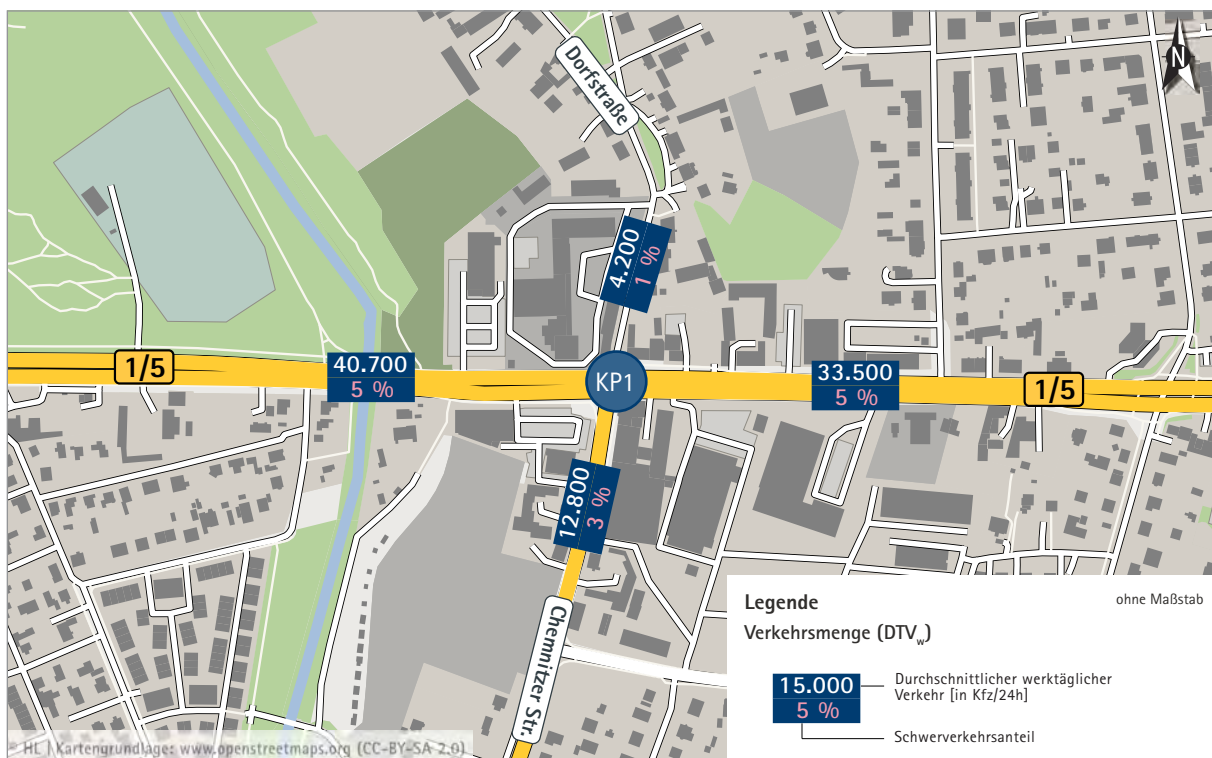 N
Dorfstraße
4.200
1 %
1/5
40.700
5 %
KP1
33.500
5 %
1/5
12.800
3 %
Chemnitzer Str.
Legende
ohne Maßstab
Verkehrsmenge (DTVw)
15.000
5 %
Durchschnittlicher werktäglicher
Verkehr [in Kfz/24h]
Schwerverkehrsanteil
© HL | Kartengrundlage: www.openstreetmaps.org (CC-BY-SA 2.0)